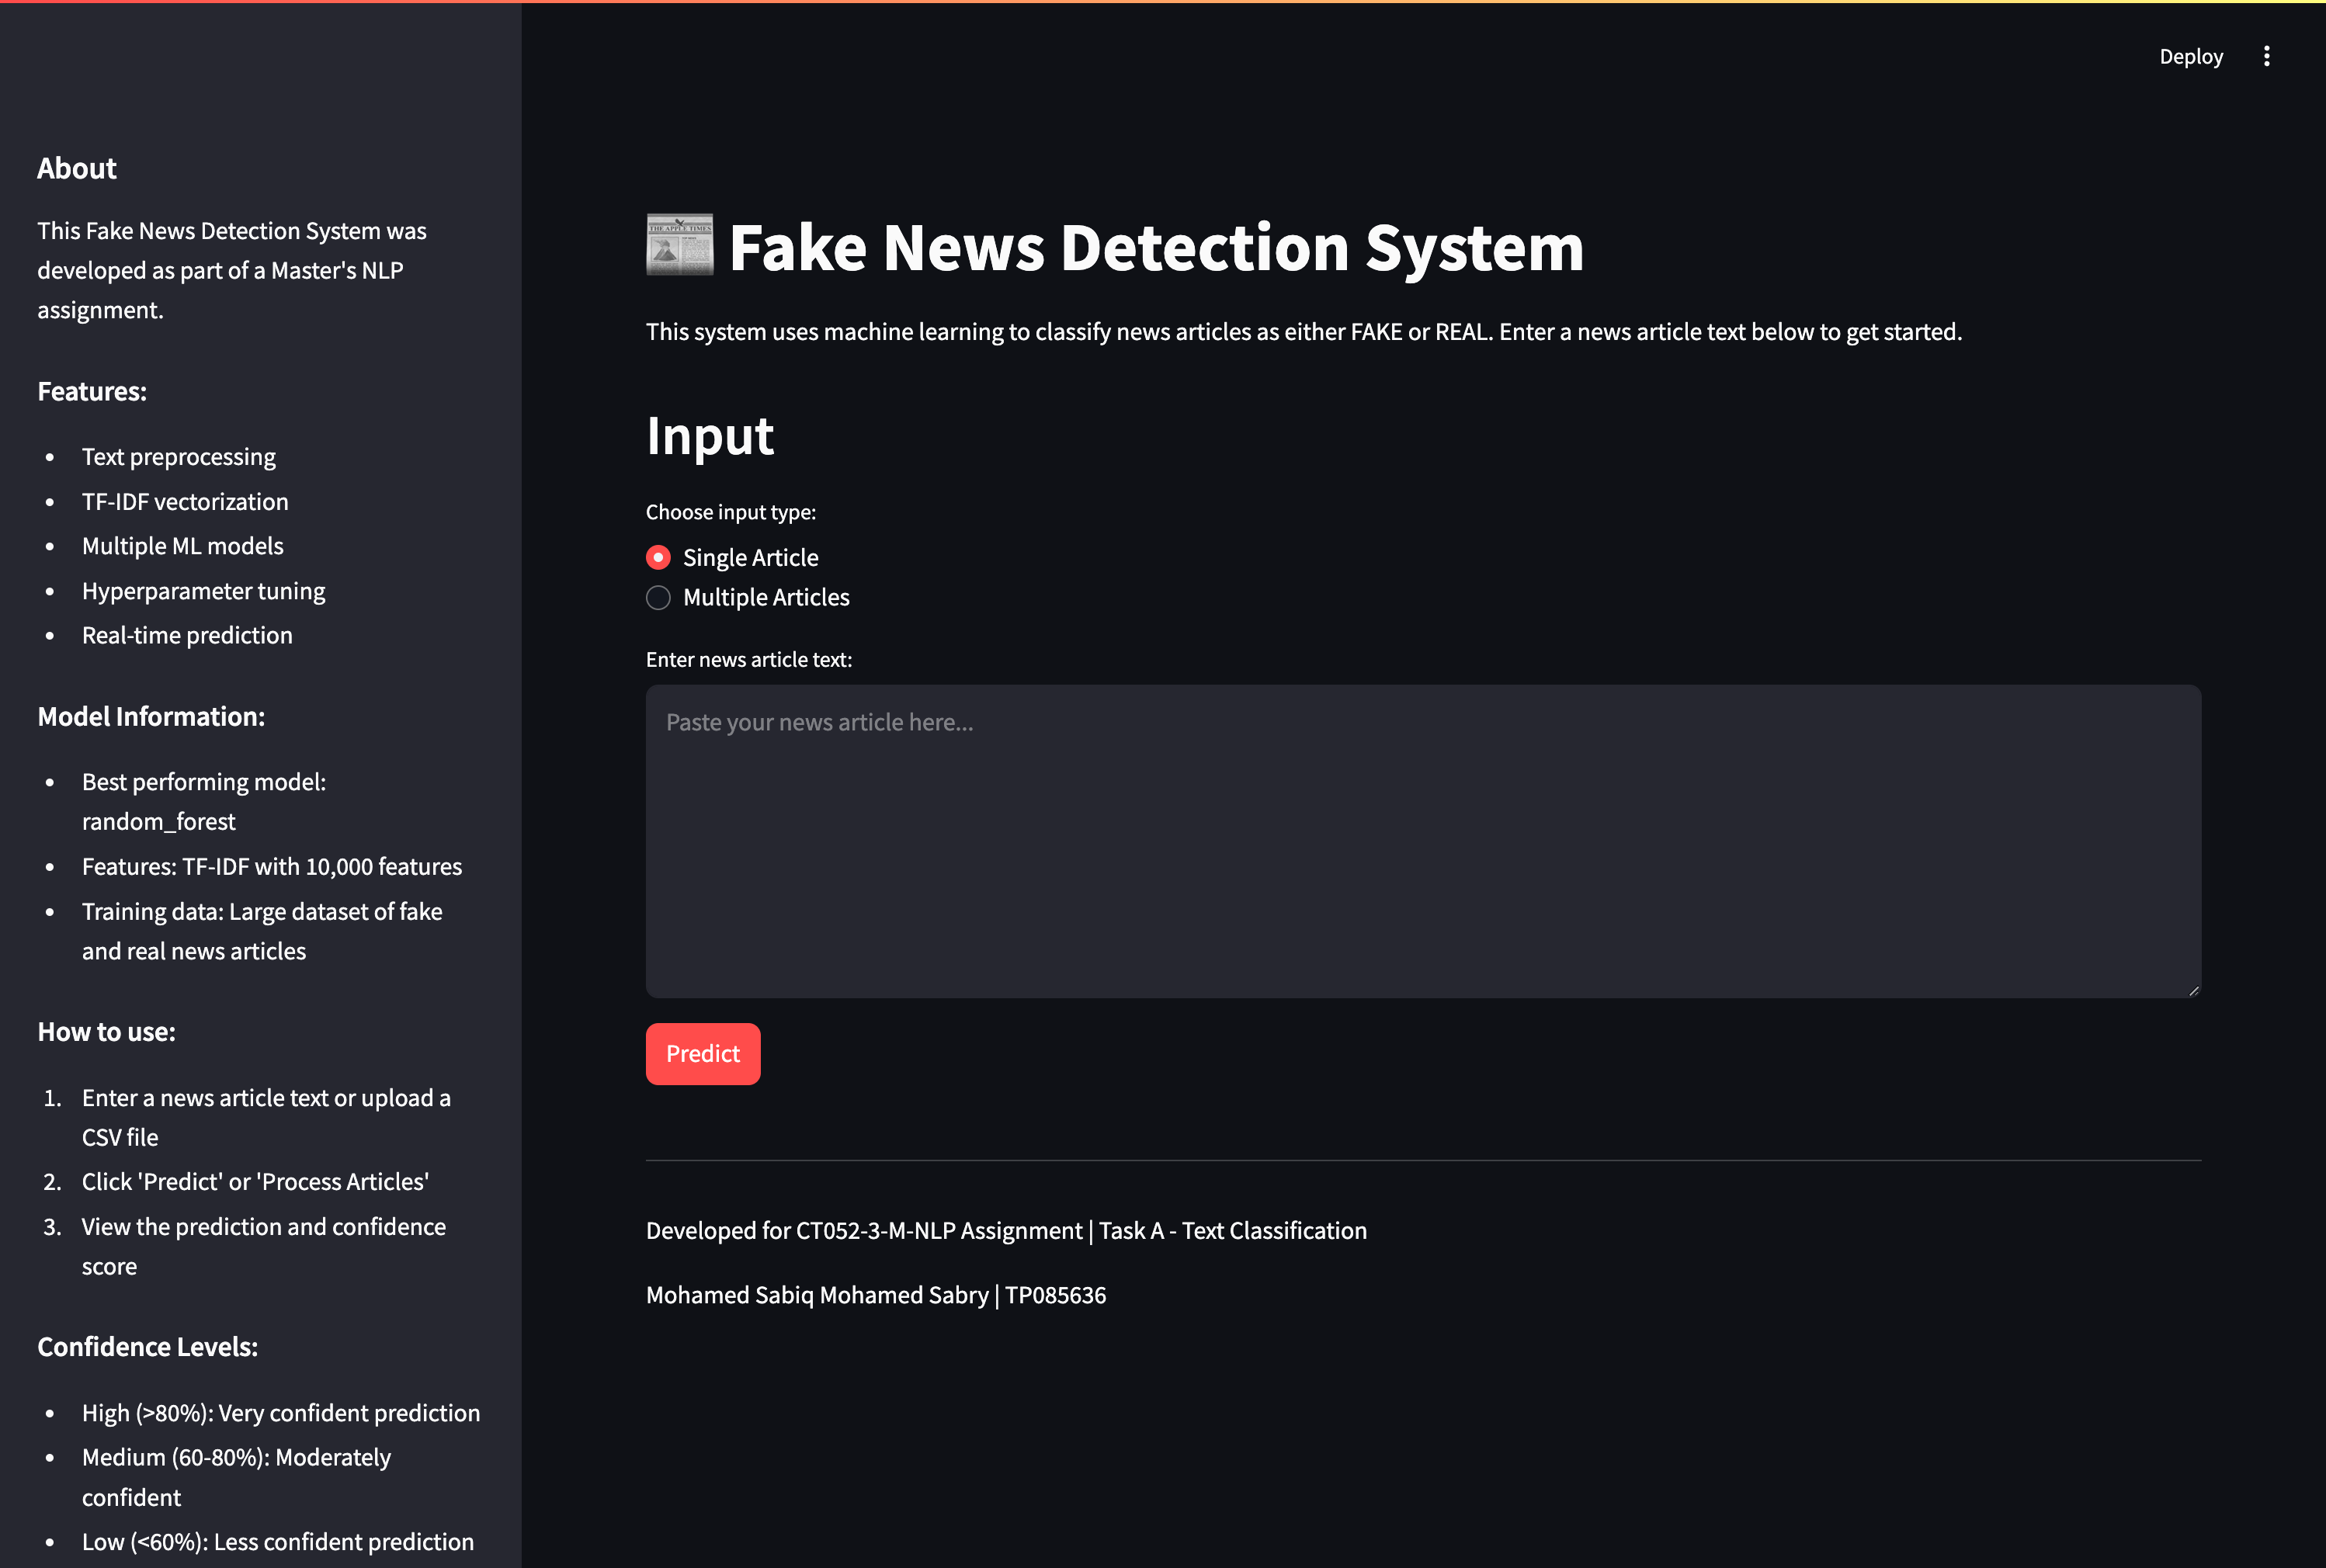 Deploy
About
This Fake News Detection System was
developed as part of a Master's NLP
assignment.
Features:
• Text preprocessing
• TF-IDF vectorization
• Multiple ML models
• Hyperparameter tuning
• Real-time prediction
Model Information:
• Best performing model:
random_forest
• Features: TF-IDF with 10,000 features
• Training data: Large dataset of fake
and real news articles
How to use:
1. Enter a news article text or upload a
CSV file
2. Click 'Predict' or 'Process Articles'
3. View the prediction and confidence
score
Confidence Levels:
• High (>80%): Very confident prediction
• Medium (60-80%): Moderately
confident
• Low (<60%): Less confident prediction
THE APPLE TIMES
Fake News Detection System
This system uses machine learning to classify news articles as either FAKE or REAL. Enter a news article text below to get started.
Input
Choose input type:
Single Article
Multiple Articles
Enter news article text:
Paste your news article here...
Predict
Developed for CT052-3-M-NLP Assignment | Task A - Text Classification
Mohamed Sabiq Mohamed Sabry | TP085636